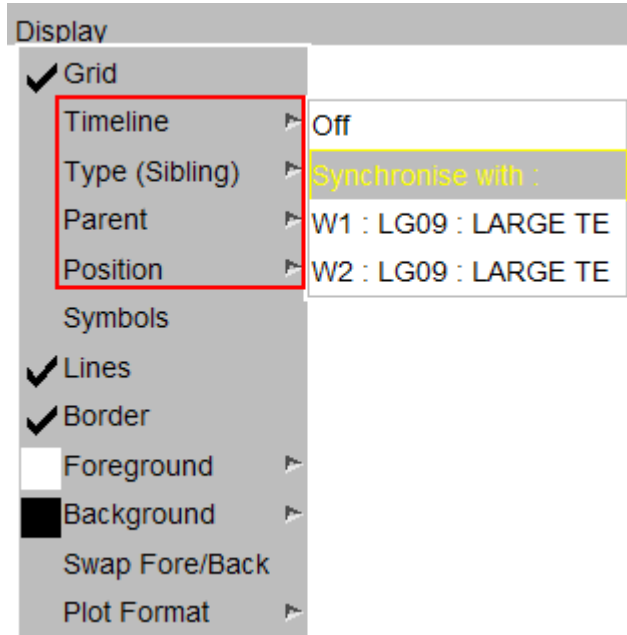 Display
Grid
Timeline
Type (Sibling)
Parent
Position
Symbols
Lines
Border
Foreground
Background
Swap Fore/Back
Plot Format
Off
Synchronise with :
W1 : LG09 : LARGE TE
W2 : LG09 : LARGE TE